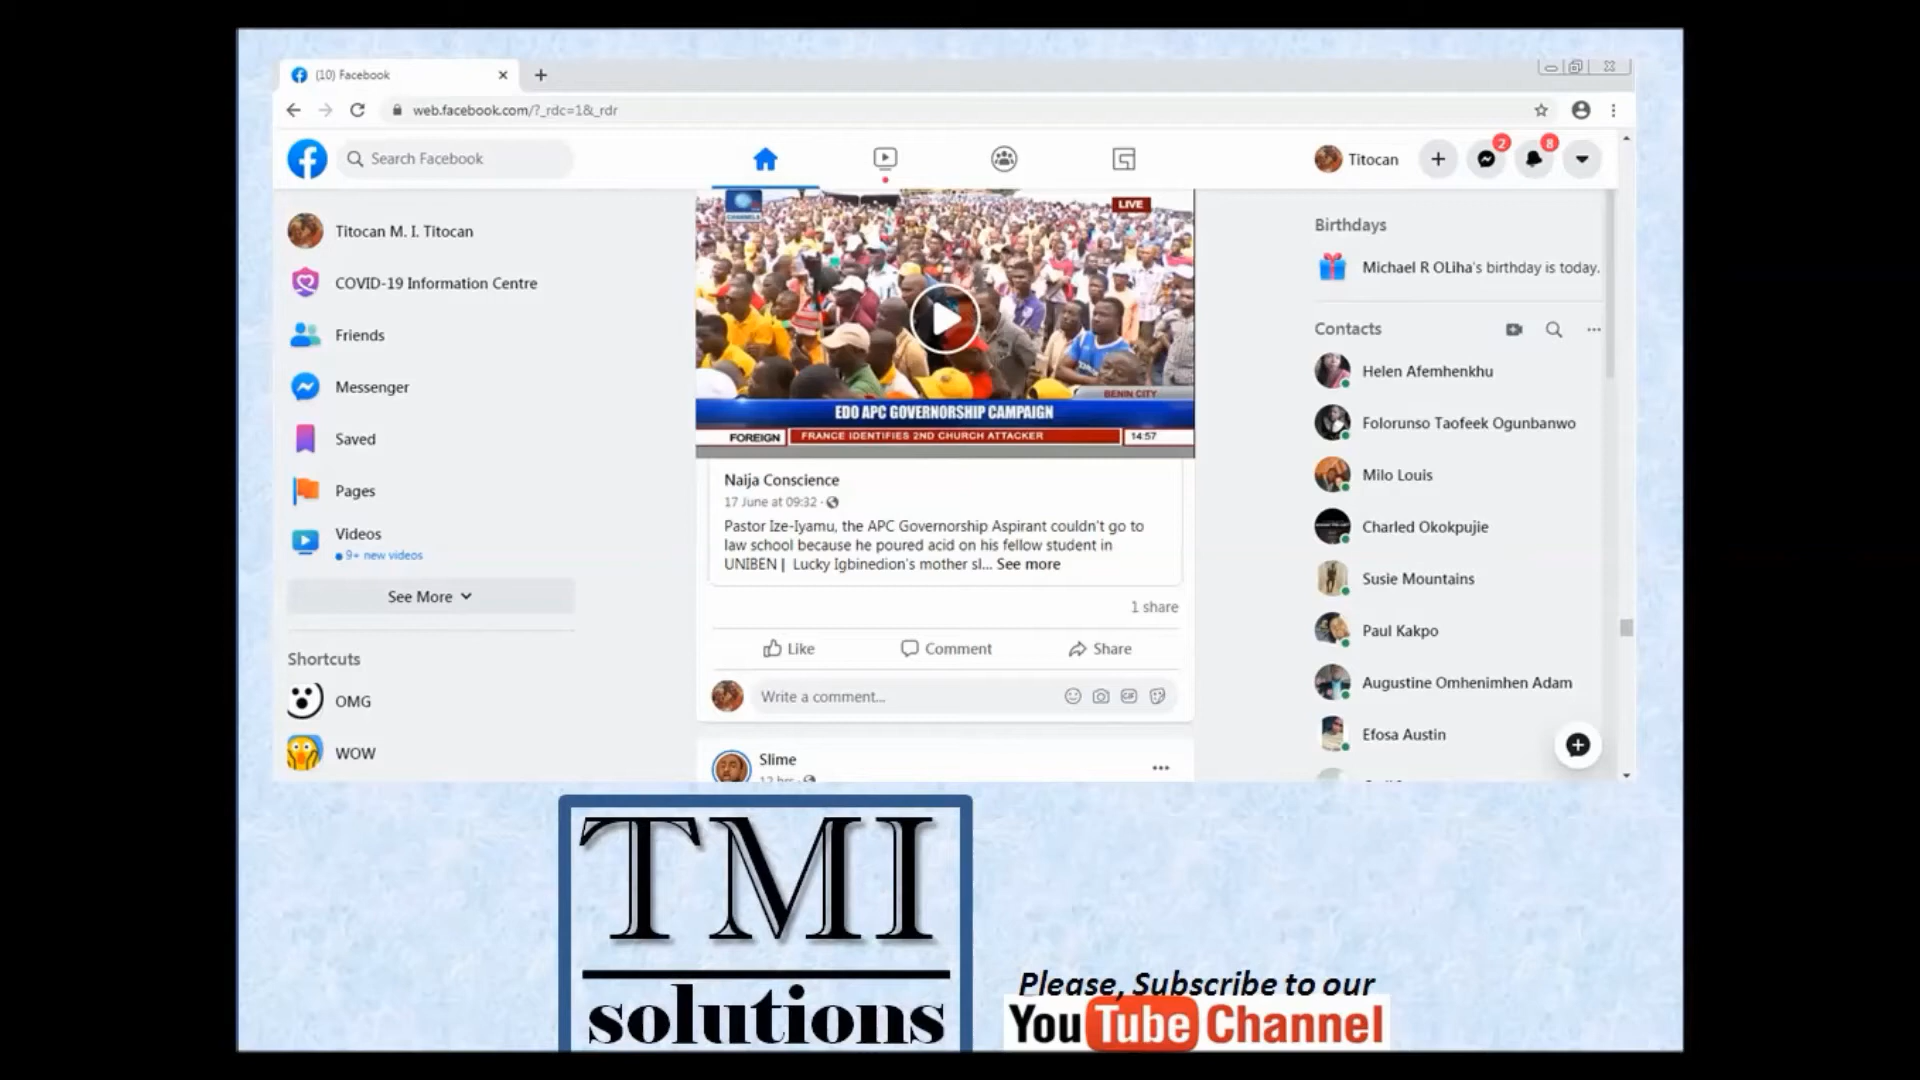 (10) Facebook
web.facebook.com/?_rdc=1&_rdr
Search Facebook
Titocan
2
8
Titocan M. I. Titocan
COVID-19 Information Centre
Friends
Messenger
Saved
Pages
Videos
9+ new videos
See More
Shortcuts
OMG
WOW
CHANNELS
LIVE
BENIN CITY
EDO APC GOVERNORSHIP CAMPAIGN
FOREIGN FRANCE IDENTIFIES 2ND CHURCH ATTACKER 14:57
Naija Conscience
17 June at 09:32 ·
Pastor Ize-Iyamu, the APC Governorship Aspirant couldn't go to
law school because he poured acid on his fellow student in
UNIBEN | Lucky Igbinedion's mother sl... See more
1 share
Like Comment Share
Write a comment...
GIF
Slime
12 hrs ·
Birthdays
Michael R OLiha's birthday is today.
Contacts
Helen Afemhenkhu
Folorunso Taofeek Ogunbanwo
Milo Louis
Charled Okokpujie
Susie Mountains
Paul Kakpo
Augustine Omhenimhen Adam
Efosa Austin
TMI
solutions
Please, Subscribe to our
YouTube Channel